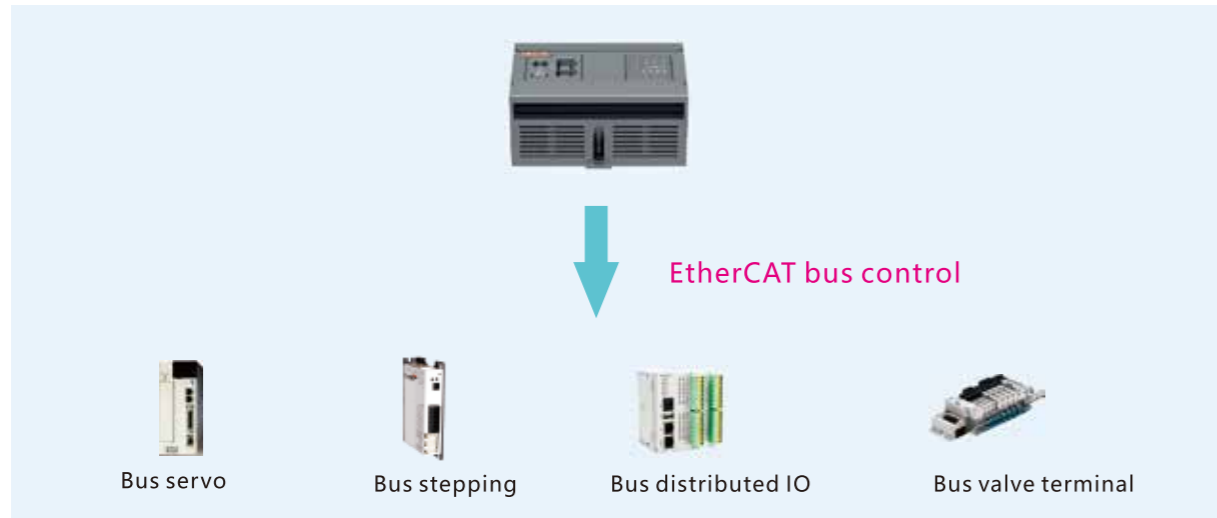 EtherCAT bus control
Bus servo
Bus stepping
Bus distributed IO
Bus valve terminal